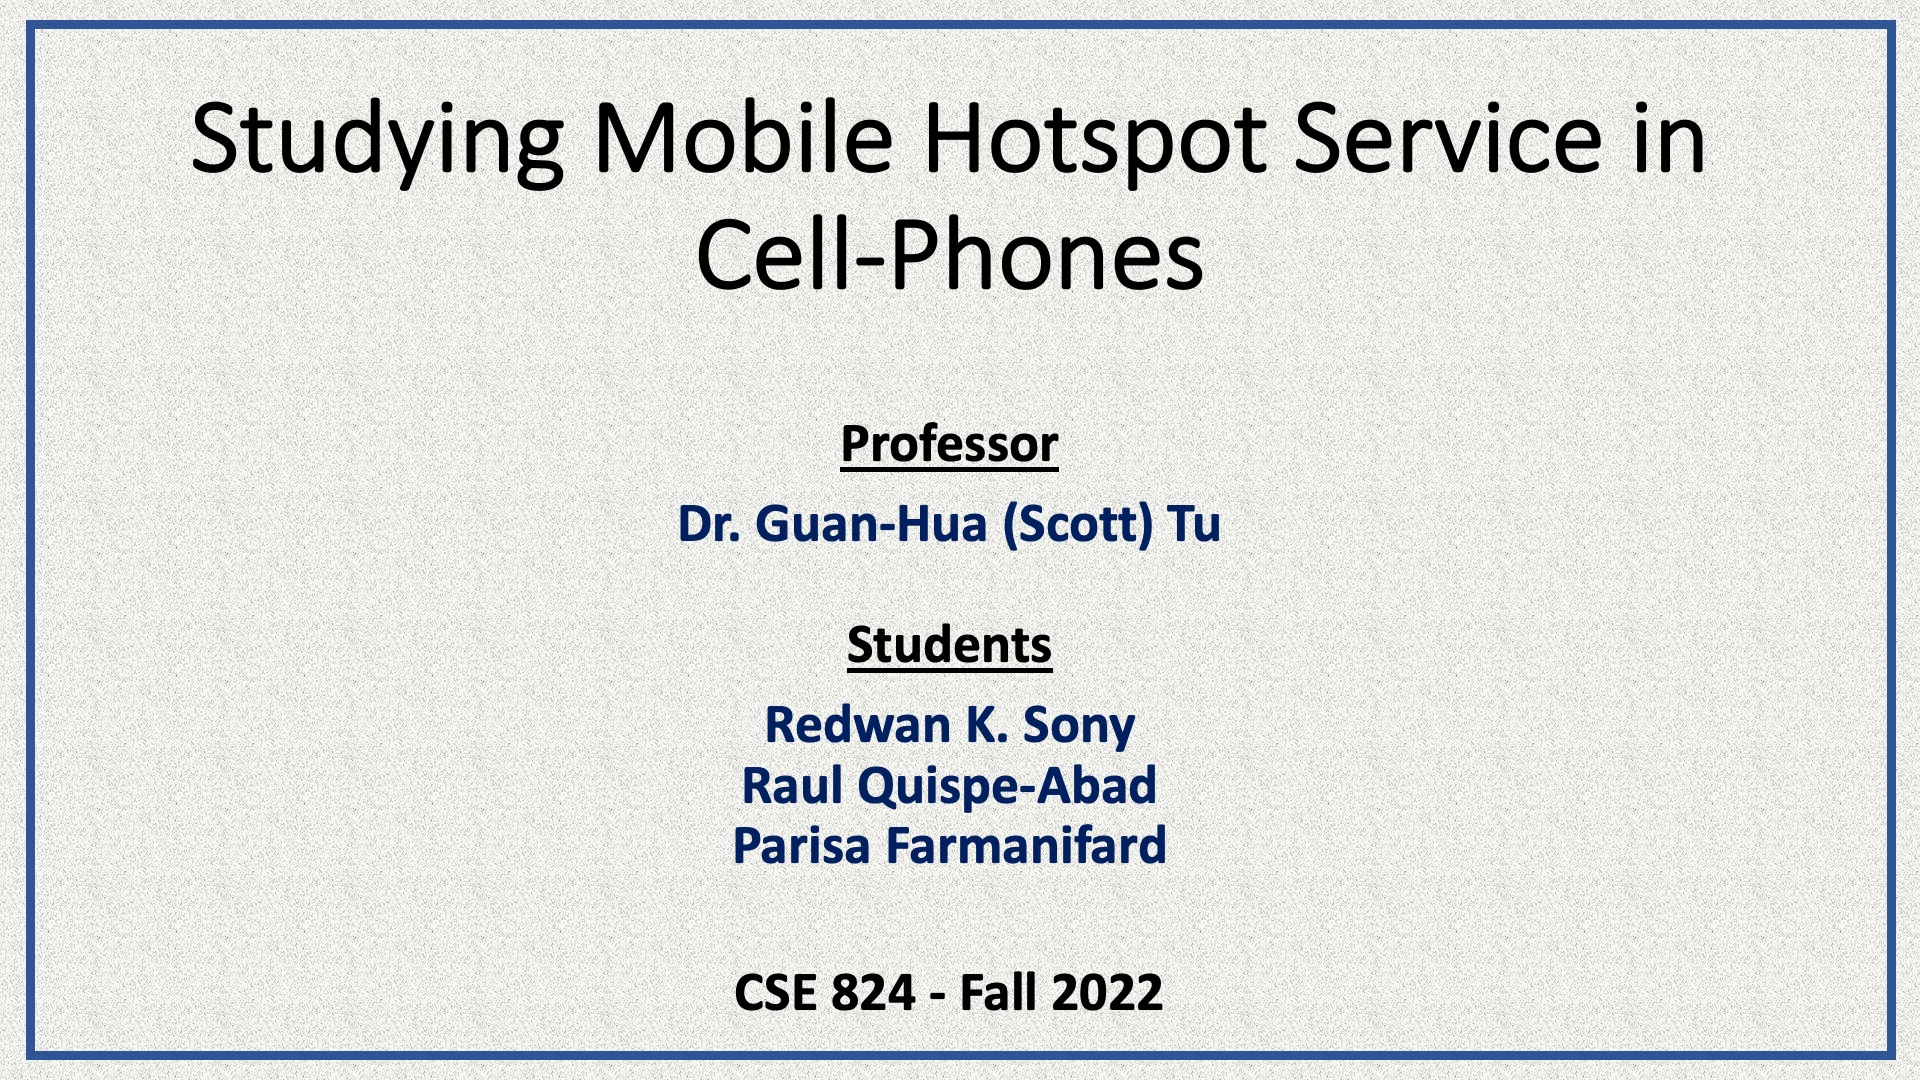 Studying Mobile Hotspot Service in
Cell-Phones
Professor
Dr. Guan-Hua (Scott) Tu
Students
Redwan K. Sony
Raul Quispe-Abad
Parisa Farmanifard
CSE 824 - Fall 2022